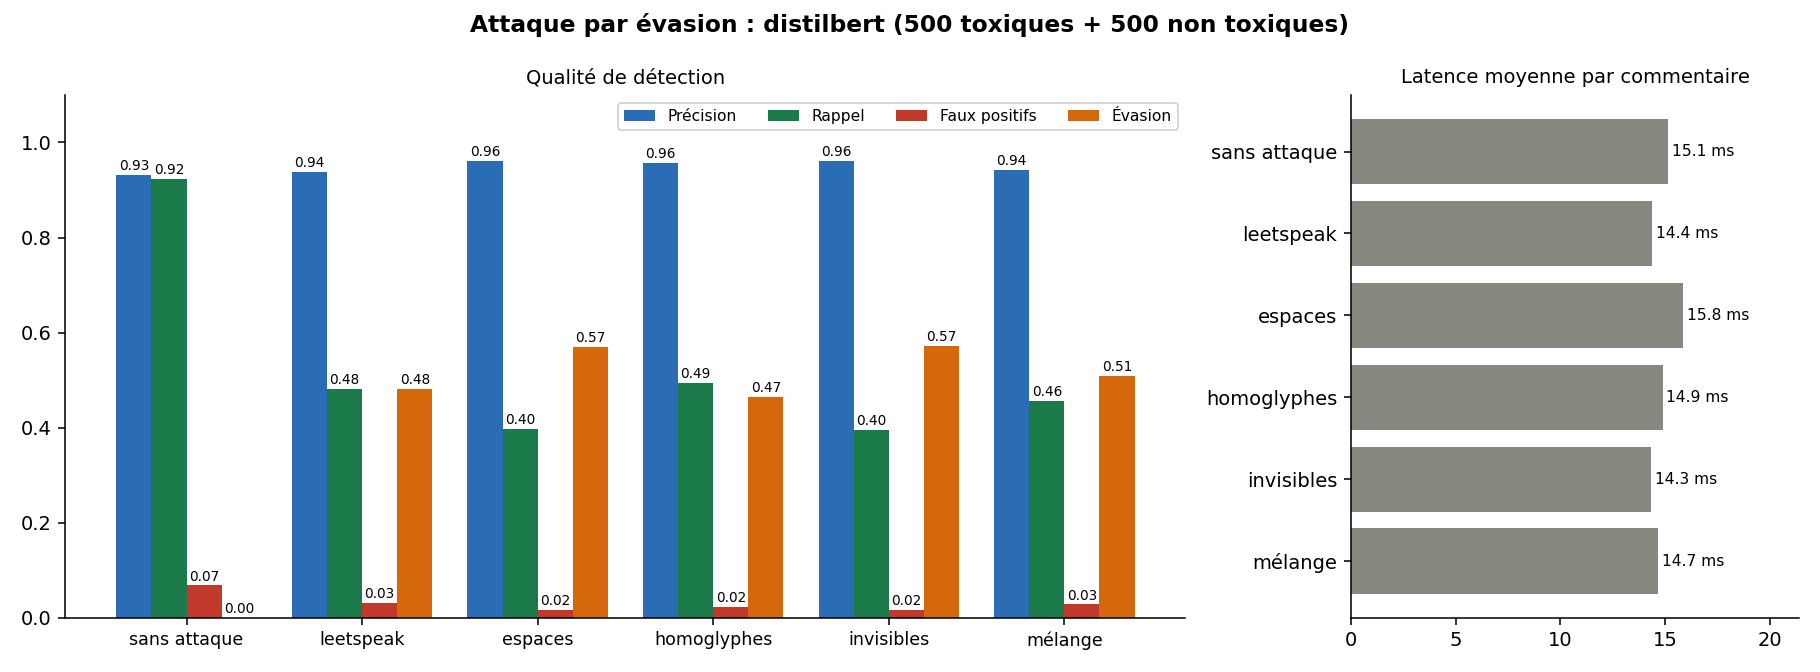 Attaque par évasion : distilbert (500 toxiques + 500 non toxiques)
Qualité de détection
Précision Rappel Faux positifs Évasion
1.0
0.8
0.6
0.4
0.2
0.0
0.93 0.92 0.07 0.00
0.94 0.48 0.03 0.48
0.96 0.40 0.02 0.57
0.96 0.49 0.02 0.47
0.96 0.40 0.02 0.57
0.94 0.46 0.03 0.51
sans attaque leetspeak espaces homoglyphes invisibles mélange
Latence moyenne par commentaire
sans attaque 15.1 ms
leetspeak 14.4 ms
espaces 15.8 ms
homoglyphes 14.9 ms
invisibles 14.3 ms
mélange 14.7 ms
0 5 10 15 20